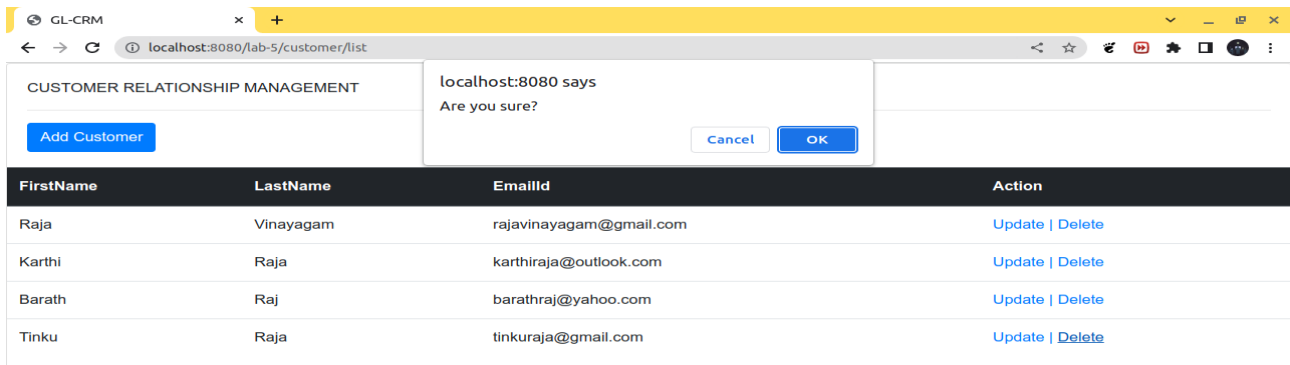 GL-CRM
localhost:8080/lab-5/customer/list
localhost:8080 says
Are you sure?
Cancel OK
CUSTOMER RELATIONSHIP MANAGEMENT
Add Customer
FirstName LastName EmailId Action
Raja Vinayagam rajavinayagam@gmail.com Update | Delete
Karthi Raja karthiraja@outlook.com Update | Delete
Barath Raj barathraj@yahoo.com Update | Delete
Tinku Raja tinkuraja@gmail.com Update | Delete